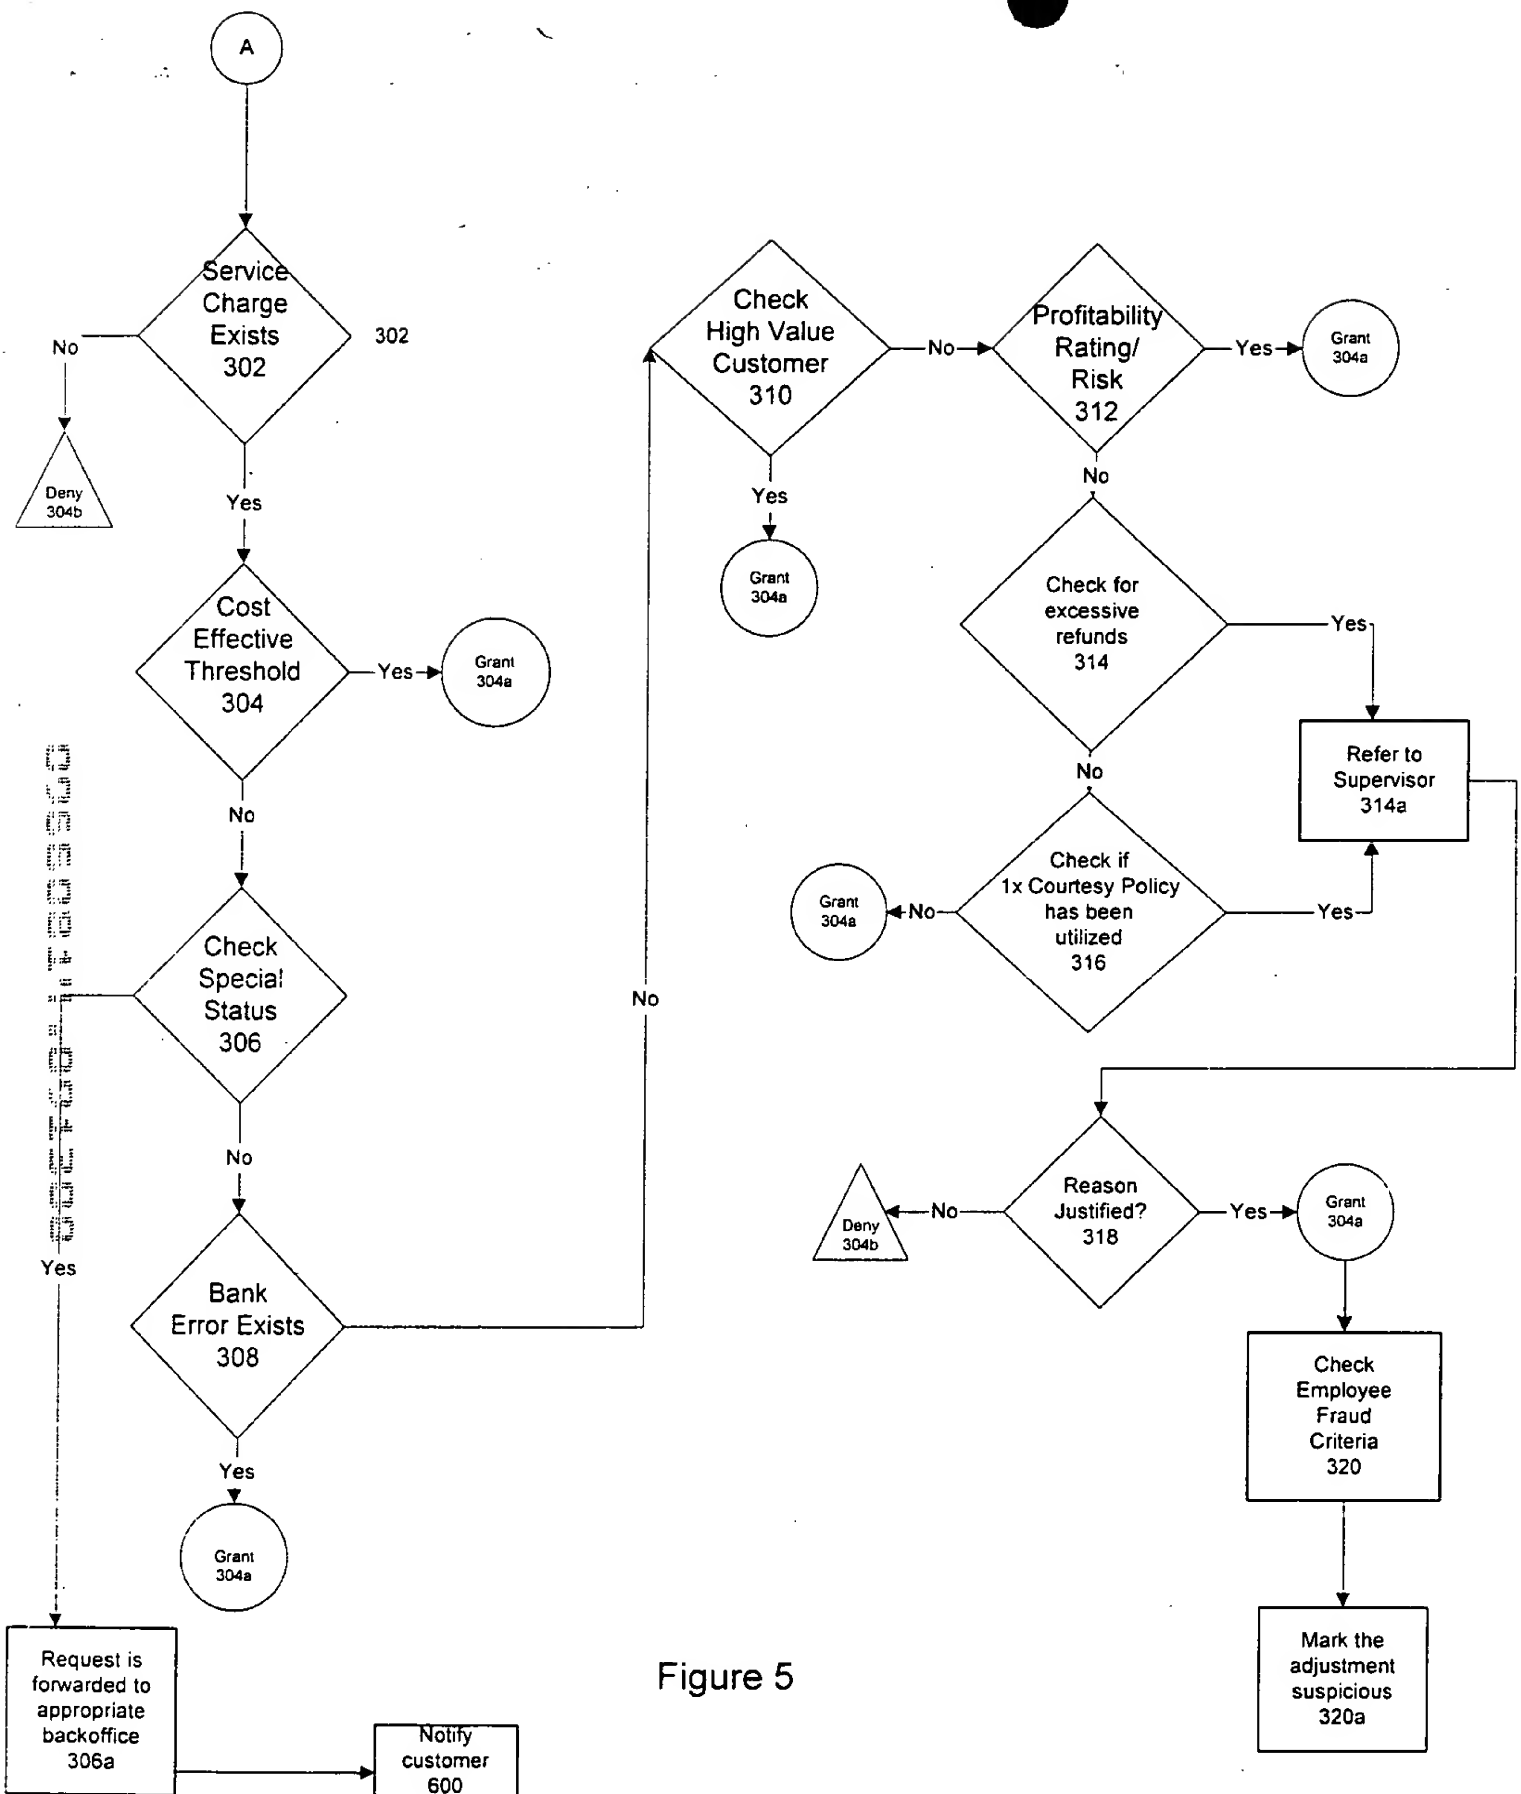 A
Service
Charge
Exists
302
302
No
Deny
304b
Yes
Cost
Effective
Threshold
304
Yes
Grant
304a
No
Check
Special
Status
306
Yes
No
Bank
Error Exists
308
No
Yes
Grant
304a
Request is
forwarded to
appropriate
backoffice
306a
Notify
customer
600
Check
High Value
Customer
310
No
Yes
Grant
304a
Profitability
Rating/
Risk
312
Yes
Grant
304a
No
Check for
excessive
refunds
314
Yes
Refer to
Supervisor
314a
No
Check if
1x Courtesy Policy
has been
utilized
316
No
Grant
304a
Yes
Reason
Justified?
318
No
Deny
304b
Yes
Grant
304a
Check
Employee
Fraud
Criteria
320
Mark the
adjustment
suspicious
320a
Figure 5